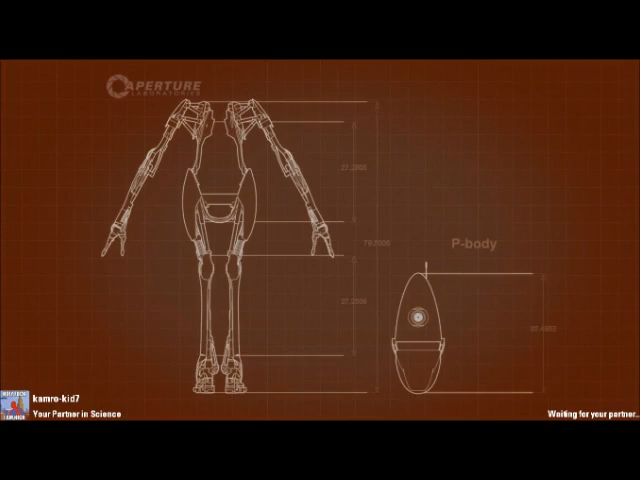 APERTURE
LABORATORIES
P-body
kamro-kid7
Your Partner in Science
Waiting for your partner...